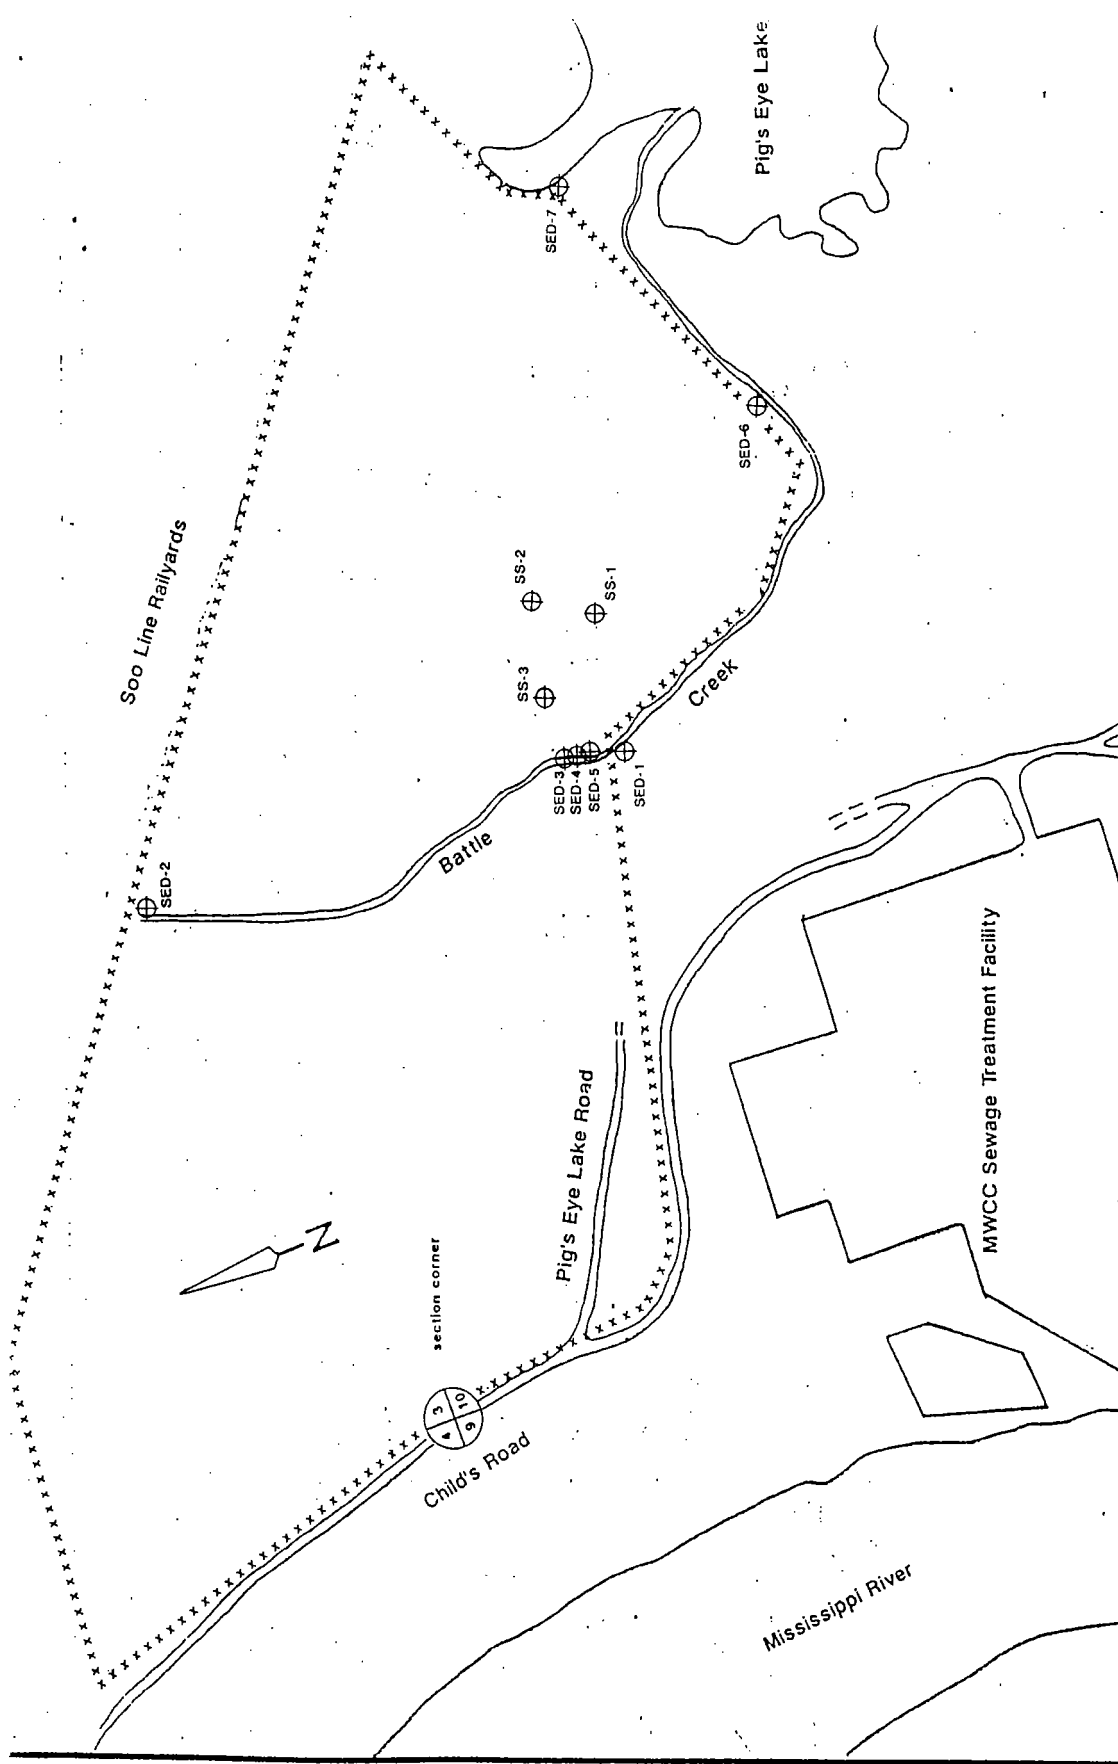 Soo Line Railyards
Pig's Eye Lake
SED-7
SED-6
SS-2
SS-1
SS-3
SED-3
SED-4
SED-5
SED-1
SED-2
Battle
Creek
Pig's Eye Lake Road
MWCC Sewage Treatment Facility
N
section corner
4 3
9 10
Child's Road
Mississippi River